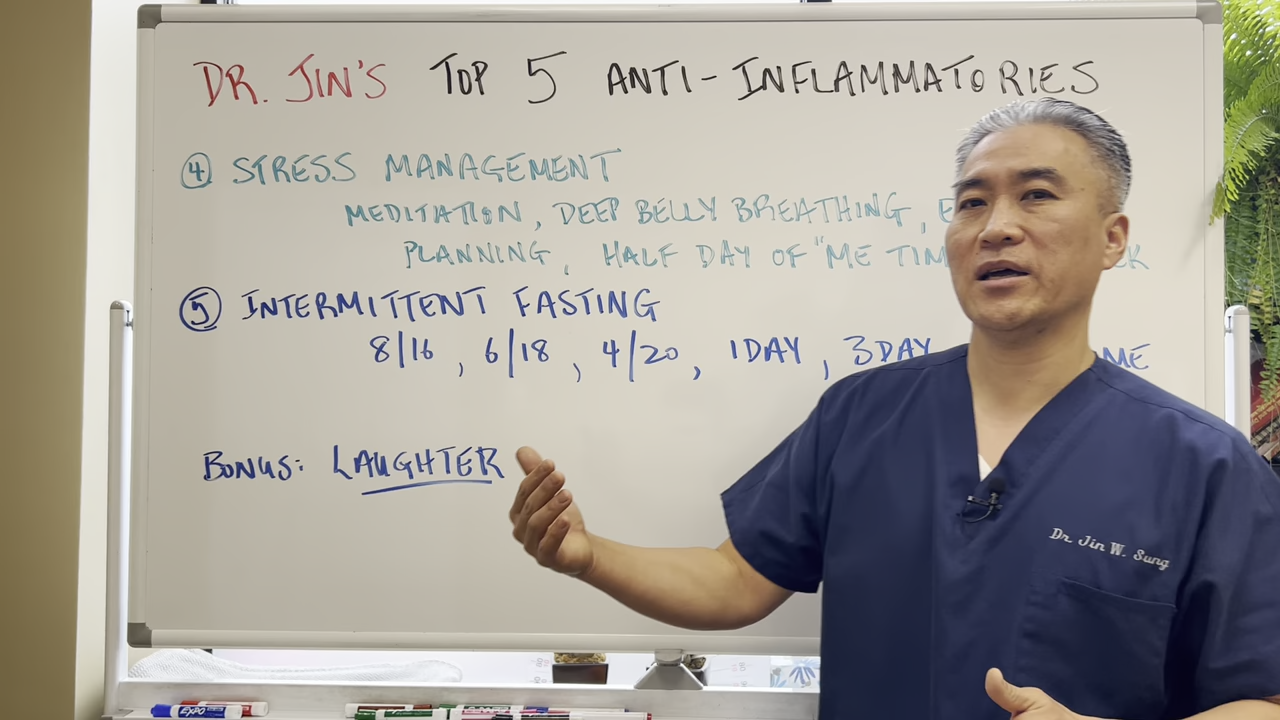 DR. JIN'S TOP 5 ANTI-INFLAMMATORIES
④ STRESS MANAGEMENT
MEDITATION, DEEP BELLY BREATHING,
PLANNING, HALF DAY OF "ME
⑤ INTERMITTENT FASTING
8/16, 6/18, 4/20, 1DAY, 3DAY
BONUS: LAUGHTER
Dr. Jin W. Sung
EXPO